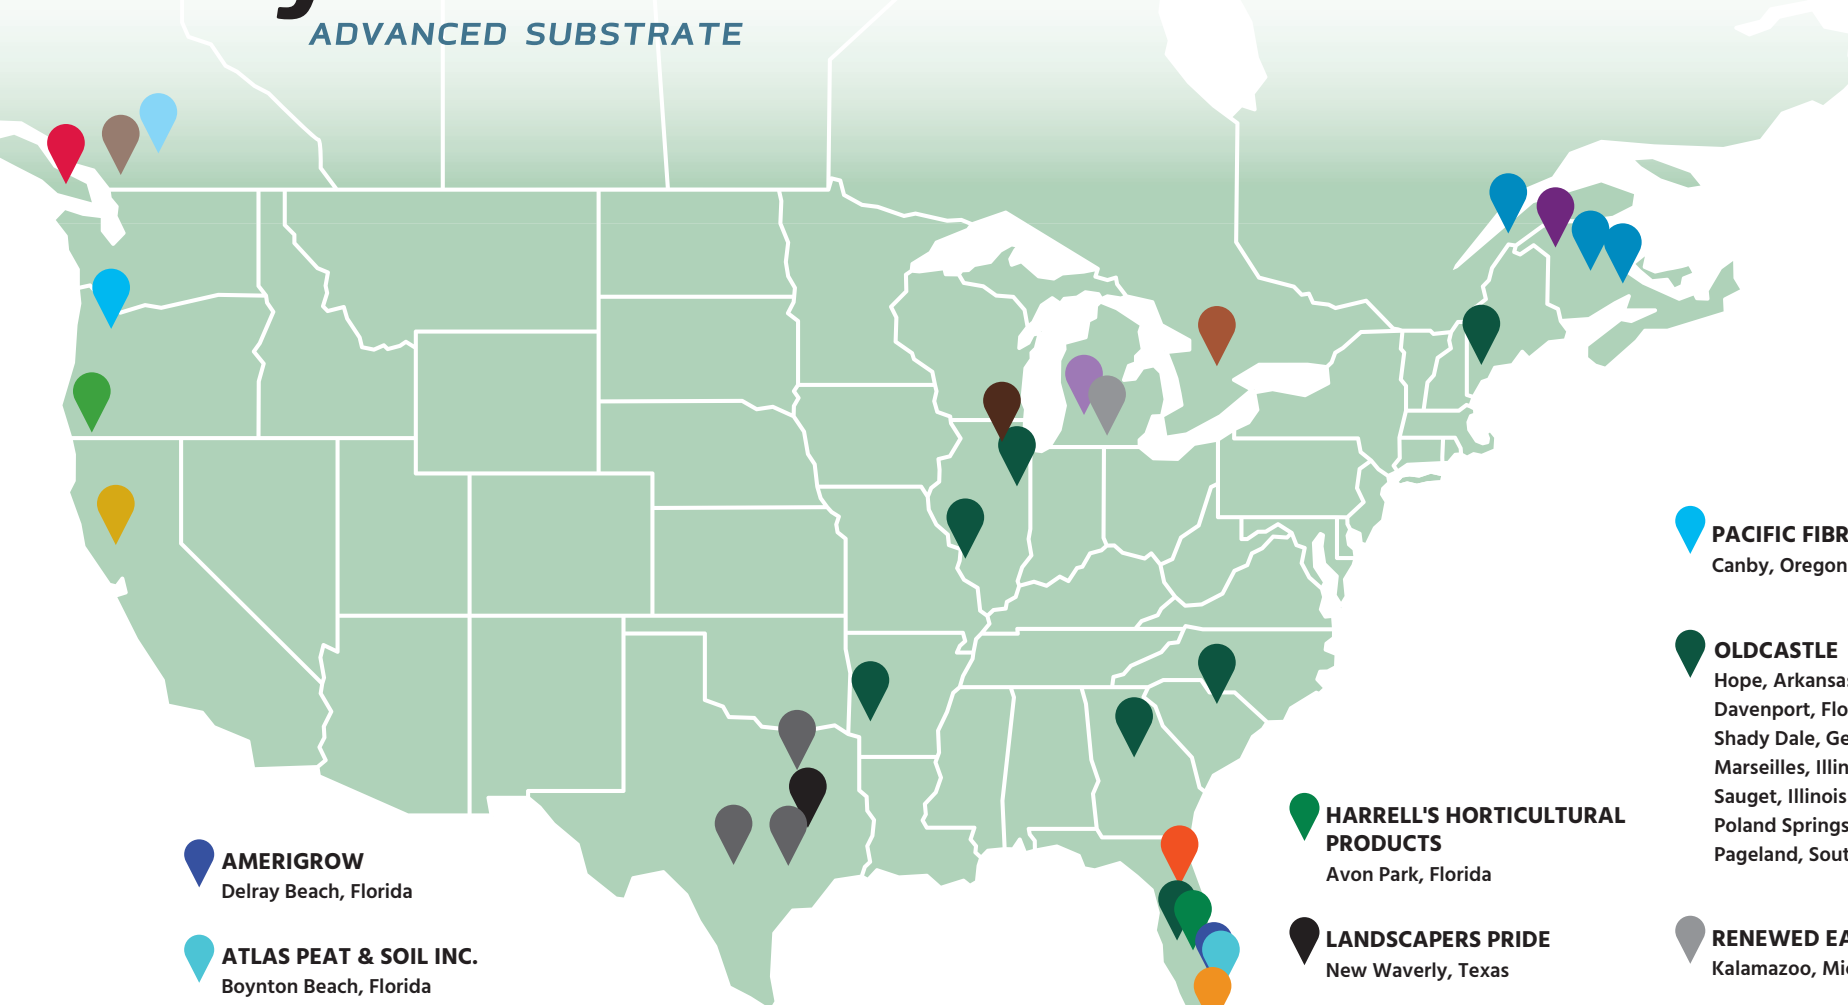 ADVANCED SUBSTRATE
AMERIGROW
Delray Beach, Florida
ATLAS PEAT & SOIL INC.
Boynton Beach, Florida
HARRELL'S HORTICULTURAL
PRODUCTS
Avon Park, Florida
LANDSCAPERS PRIDE
New Waverly, Texas
PACIFIC FIBR
Canby, Oregon
OLDCASTLE
Hope, Arkansas
Davenport, Flo
Shady Dale, Ge
Marseilles, Illin
Sauget, Illinois
Poland Springs
Pageland, Sout
RENEWED EA
Kalamazoo, Mic